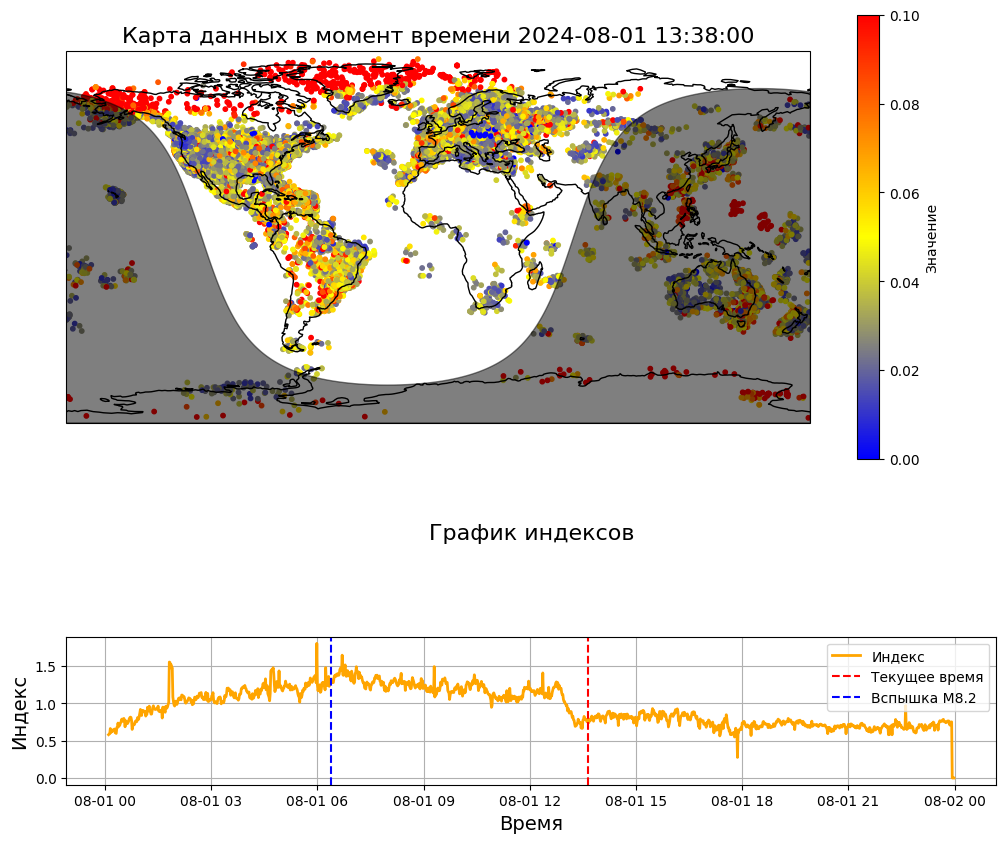 Карта данных в момент времени 2024-08-01 13:38:00
0.10
0.08
0.06
0.04
0.02
0.00
Значение
График индексов
Индекс
1.5
1.0
0.5
0.0
Индекс
Текущее время
Вспышка М8.2
08-01 00 08-01 03 08-01 06 08-01 09 08-01 12 08-01 15 08-01 18 08-01 21 08-02 00
Время